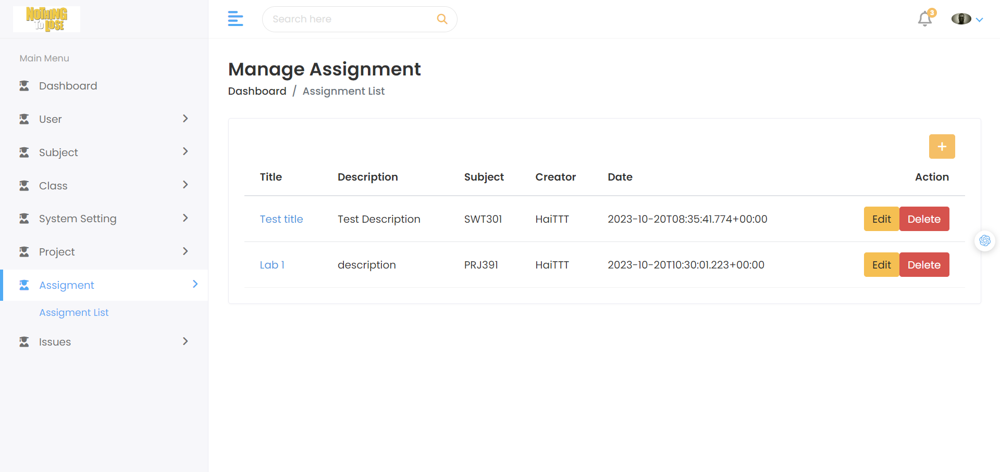 NOTHING
To LOSE
Search here
3
Main Menu
Dashboard
User
Subject
Class
System Setting
Project
Assigment
Assigment List
Issues
Manage Assignment
Dashboard / Assignment List
+
Title Description Subject Creator Date Action
Test title Test Description SWT301 HaiTTT 2023-10-20T08:35:41.774+00:00 Edit Delete
Lab 1 description PRJ391 HaiTTT 2023-10-20T10:30:01.223+00:00 Edit Delete